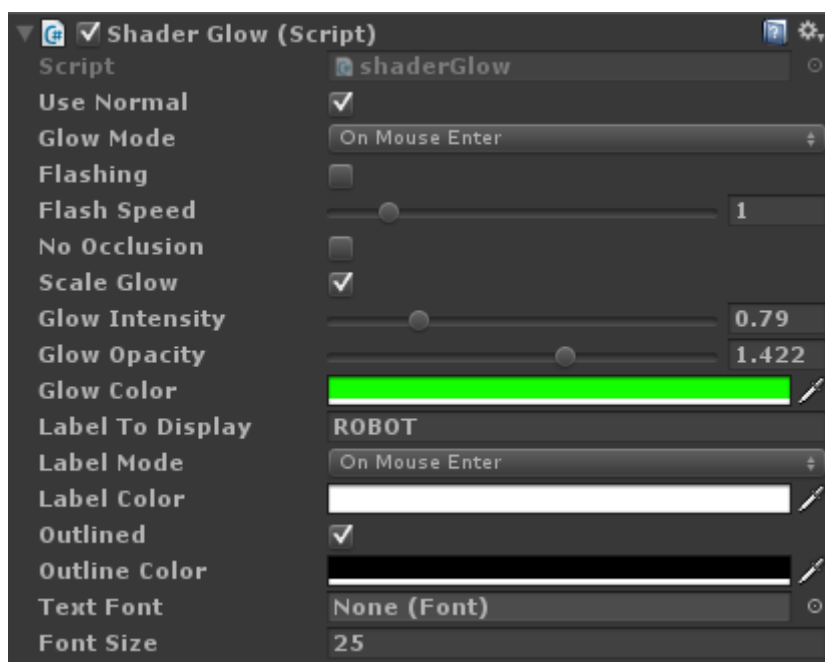 Shader Glow (Script)
Script shaderGlow
Use Normal
Glow Mode On Mouse Enter
Flashing
Flash Speed 1
No Occlusion
Scale Glow
Glow Intensity 0.79
Glow Opacity 1.422
Glow Color
Label To Display ROBOT
Label Mode On Mouse Enter
Label Color
Outlined
Outline Color
Text Font None (Font)
Font Size 25